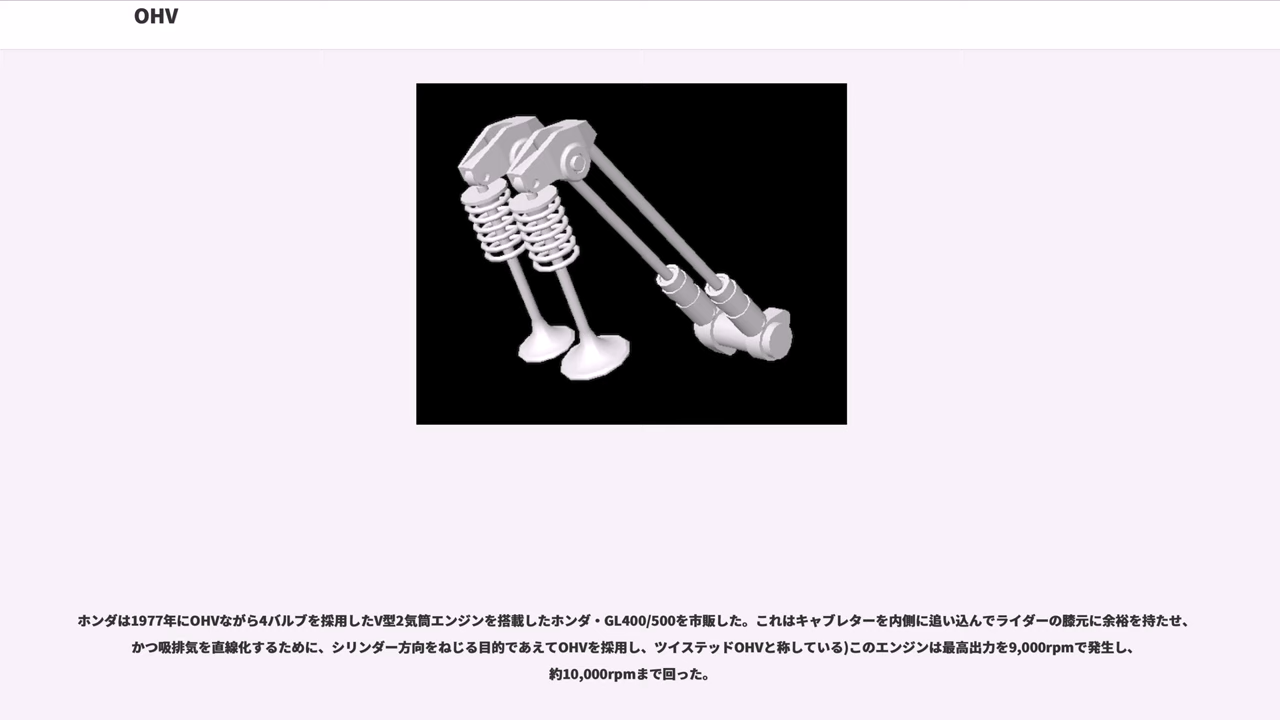 OHV
ホンダは1977年にOHVながら4バルブを採用したV型2気筒エンジンを搭載したホンダ・GL400/500を市販した。これはキャブレターを内側に追い込んでライダーの膝元に余裕を持たせ、
かつ吸排気を直線化するために、シリンダー方向をねじる目的であえてOHVを採用し、ツイステッドOHVと称している)このエンジンは最高出力を9,000rpmで発生し、
約10,000rpmまで回った。